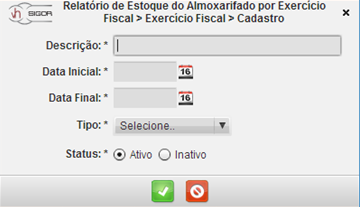 SIGOR
Relatório de Estoque do Almoxarifado por Exercício
Fiscal > Exercício Fiscal > Cadastro
Descrição: *
Data Inicial: * 16
Data Final: * 16
Tipo: * Selecione..
Status: * Ativo Inativo